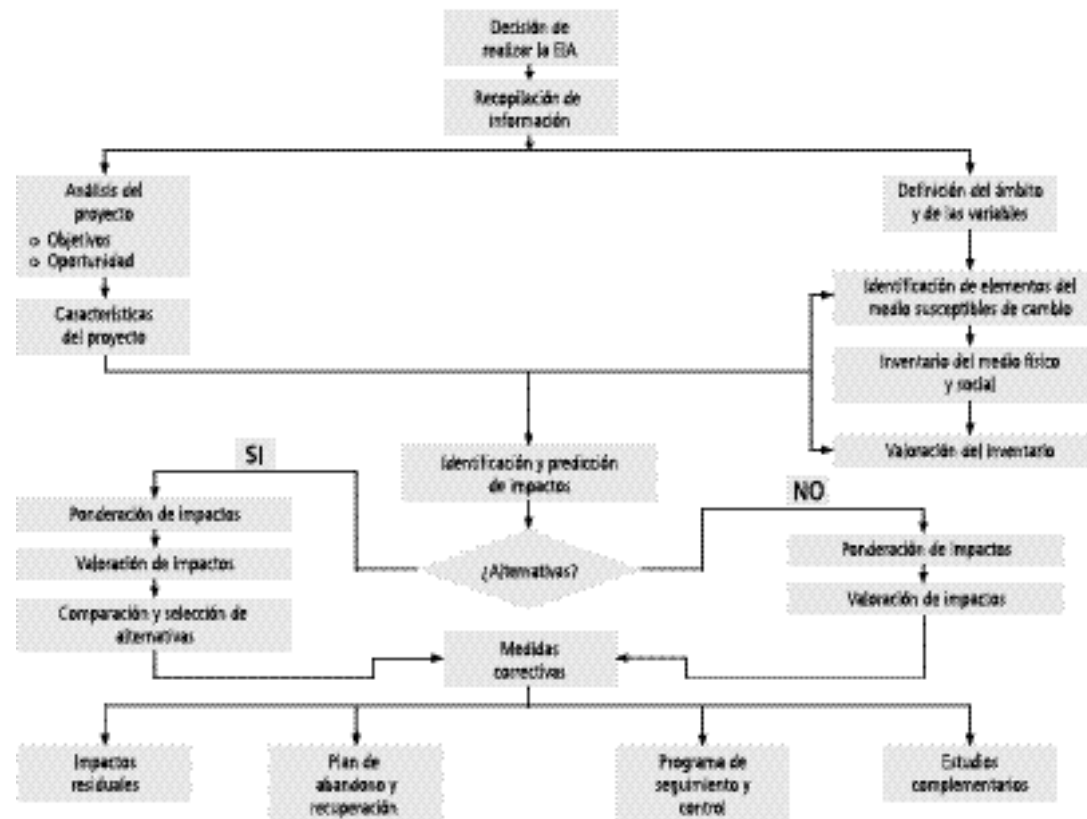 Decisión de
realizar la EIA
Recopilación de
información
Análisis del
proyecto
o Objetivos
o Oportunidad
Definición del ámbito
y de las variables
Características
del proyecto
Identificación de elementos del
medio susceptibles de cambio
Inventario del medio físico
y social
Valoración del inventario
SI
Identificación y predicción
de impactos
NO
Ponderación de impactos
Valoración de impactos
Comparación y selección de
alternativas
¿Alternativas?
Ponderación de impactos
Valoración de impactos
Medidas
correctivas
Impactos
residuales
Plan de
abandono y
recuperación
Programa de
seguimiento y
control
Estudios
complementarios